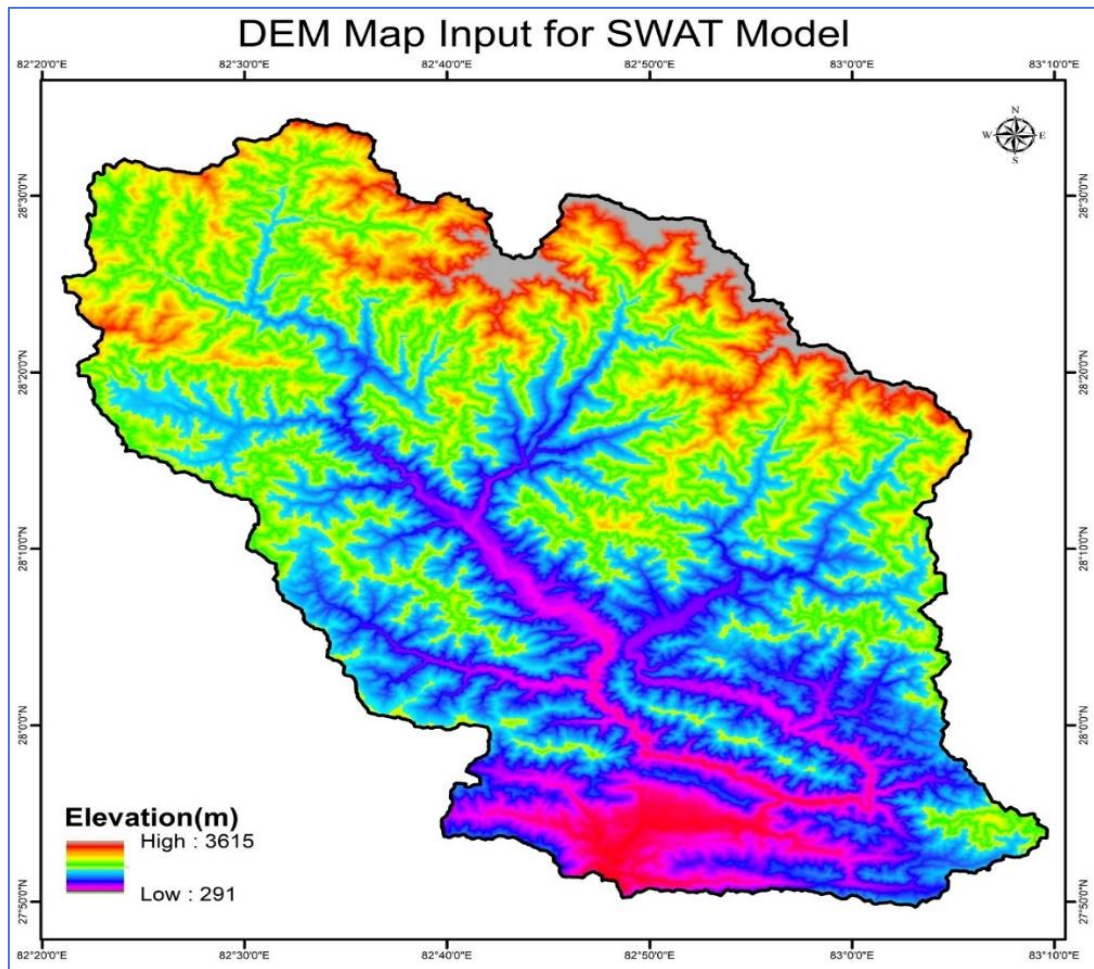 DEM Map Input for SWAT Model
82°20'0"E 82°30'0"E 82°40'0"E 82°50'0"E 83°0'0"E 83°10'0"E
N
W E
S
28°30'0"N 28°30'0"N
28°20'0"N 28°20'0"N
28°10'0"N 28°10'0"N
28°0'0"N 28°0'0"N
Elevation(m)
High : 3615
Low : 291
27°50'0"N 27°50'0"N
82°20'0"E 82°30'0"E 82°40'0"E 82°50'0"E 83°0'0"E 83°10'0"E